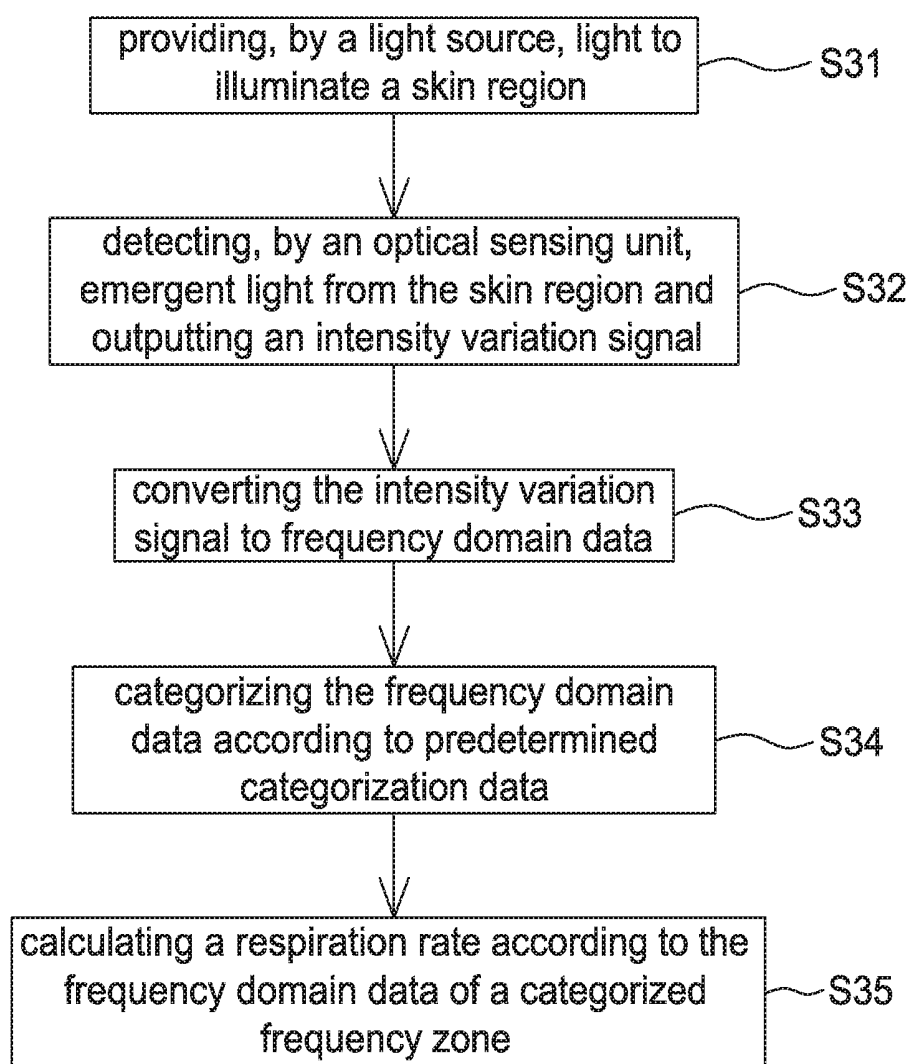 providing, by a light source, light to
illuminate a skin region
S31
detecting, by an optical sensing unit,
emergent light from the skin region and
outputting an intensity variation signal
S32
converting the intensity variation
signal to frequency domain data
S33
categorizing the frequency domain
data according to predetermined
categorization data
S34
calculating a respiration rate according to the
frequency domain data of a categorized
frequency zone
S35